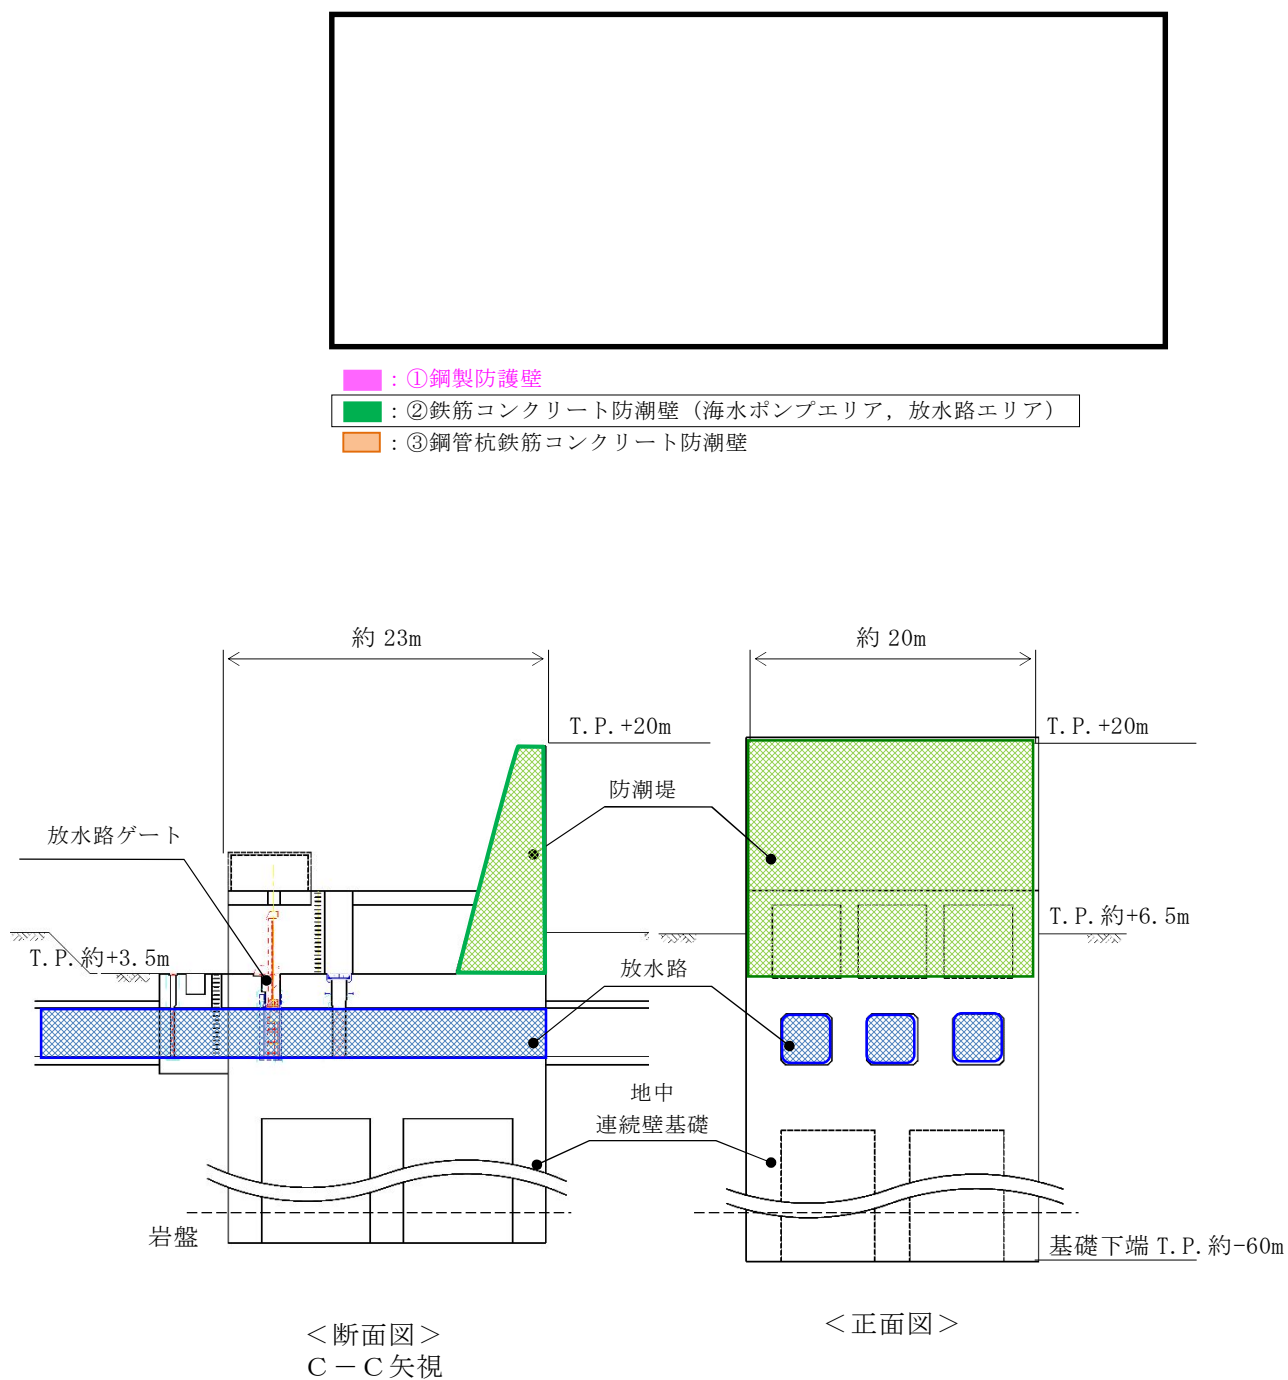 ：①鋼製防護壁
：②鉄筋コンクリート防潮壁（海水ポンプエリア，放水路エリア）
：③鋼管杭鉄筋コンクリート防潮壁
約 23m
約 20m
T.P.+20m
T.P.+20m
防潮堤
放水路ゲート
T.P.約+6.5m
T.P.約+3.5m
放水路
地中
連続壁基礎
岩盤
基礎下端 T.P.約-60m
＜断面図＞
Ｃ－Ｃ矢視
＜正面図＞